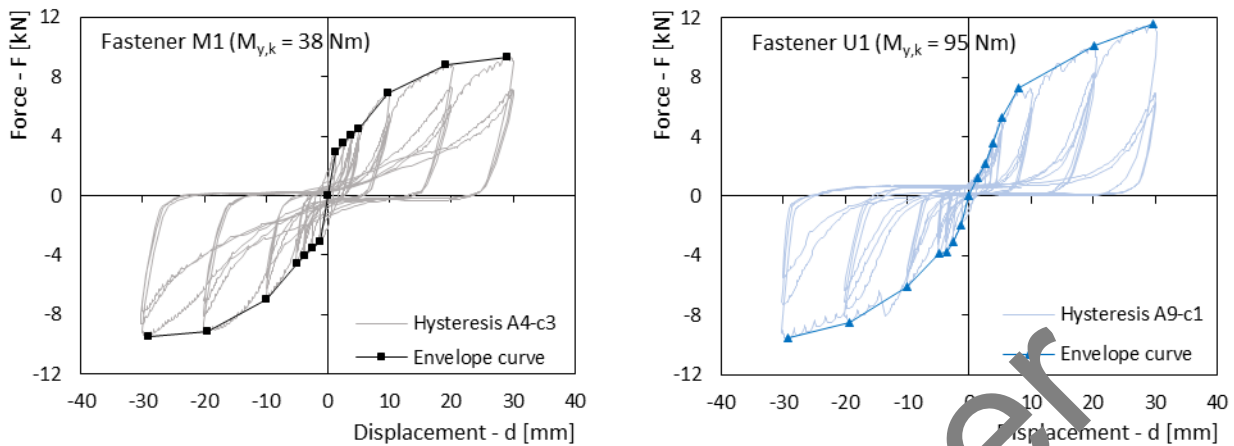 Fastener M1 (My,k = 38 Nm)
Force - F [kN]
12
8
4
0
-4
-8
-12
Hysteresis A4-c3
Envelope curve
-40 -30 -20 -10 0 10 20 30 40
Displacement - d [mm]
Fastener U1 (My,k = 95 Nm)
Force - F [kN]
12
8
4
0
-4
-8
-12
Hysteresis A9-c1
Envelope curve
-40 -30 -20 -10 0 10 20 30 40
Displacement - d [mm]
er